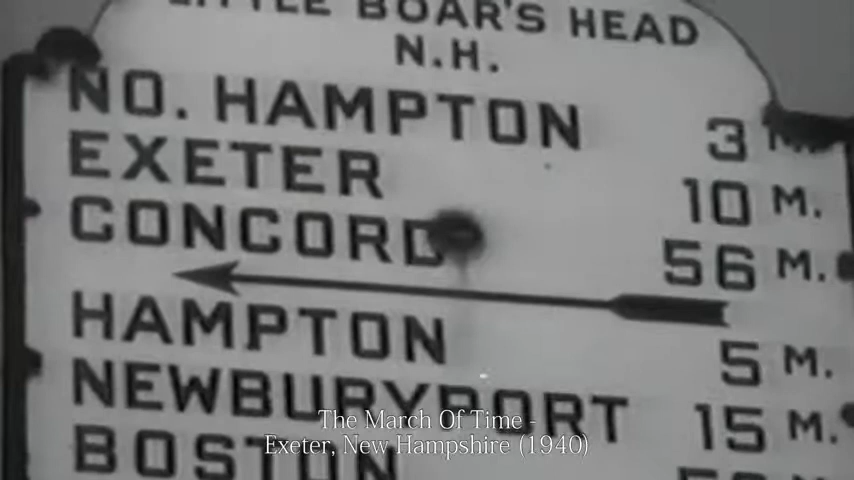 LITTLE BOAR'S HEAD
N.H.
NO. HAMPTON 3 M.
EXETER 10 M.
CONCORD 56 M.
HAMPTON 5 M.
NEWBURYPORT 15 M.
BOSTON
The March Of Time -
Exeter, New Hampshire (1940)